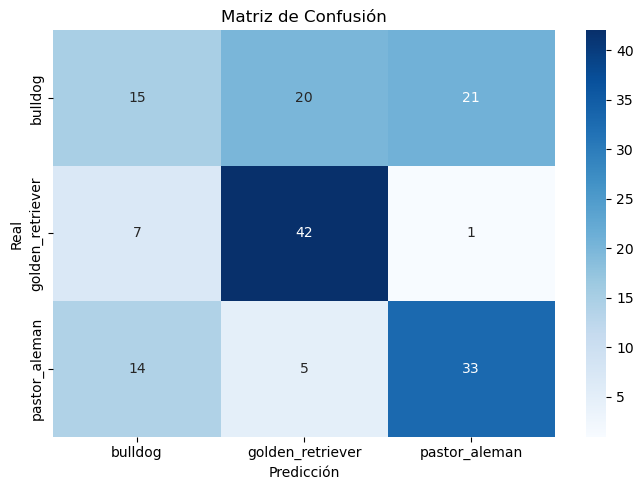 Matriz de Confusión
bulldog
15 20 21
golden_retriever
7 42 1
pastor_aleman
14 5 33
Real
bulldog golden_retriever pastor_aleman
Predicción
40
35
30
25
20
15
10
5